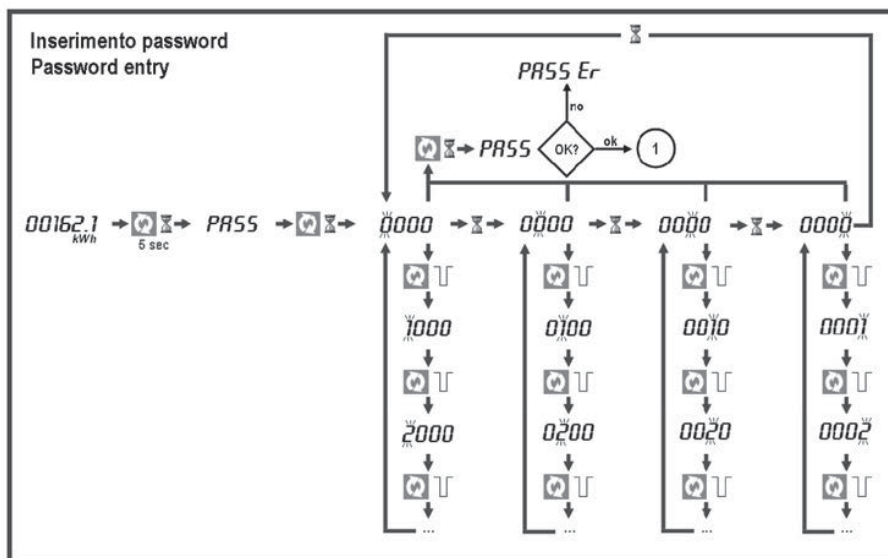 Inserimento password
Password entry
PASS Er
no
PASS
OK?
ok
1
00162.1
kWh
5 sec
PASS
0000
0000
0000
0000
1000
0100
0010
0001
2000
0200
0020
0002
...
...
...
...